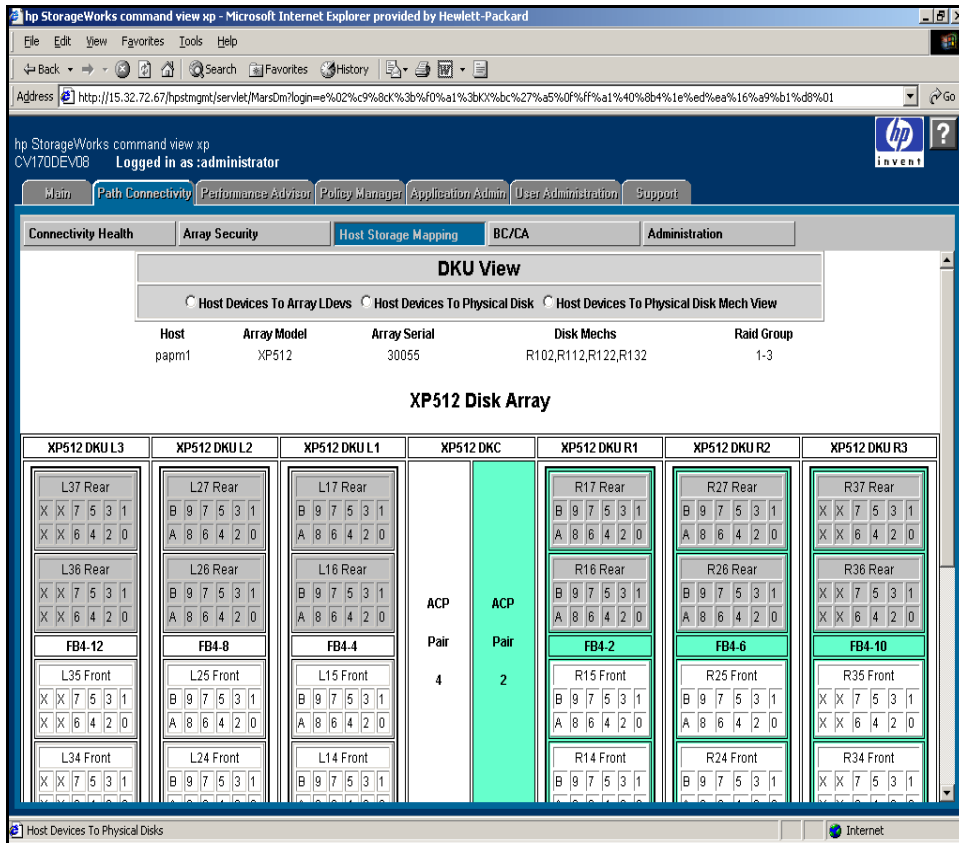 hp StorageWorks command view xp - Microsoft Internet Explorer provided by Hewlett-Packard
File Edit View Favorites Tools Help
Back Search Favorites History
Address http://15.32.72.67/hpstmgmt/servlet/MarsDm?login=e%02%c9%8cK%3b%f0%a1%3bKX%bc%27%a5%0f%ff%a1%40%8b4%1e%ed%ea%16%a9%b1%d8%01 Go
hp StorageWorks command view xp
CV170DEV08 Logged in as :administrator
hp invent ?
Main Path Connectivity Performance Advisor Policy Manager Application Admin User Administration Support
Connectivity Health Array Security Host Storage Mapping BC/CA Administration
DKU View
Host Devices To Array LDevs Host Devices To Physical Disk Host Devices To Physical Disk Mech View
Host Array Model Array Serial Disk Mechs Raid Group
papm1 XP512 30055 R102,R112,R122,R132 1-3
XP512 Disk Array
XP512 DKU L3 XP512 DKU L2 XP512 DKU L1 XP512 DKC XP512 DKU R1 XP512 DKU R2 XP512 DKU R3
L37 Rear L27 Rear L17 Rear R17 Rear R27 Rear R37 Rear
X X 7 5 3 1 B 9 7 5 3 1 B 9 7 5 3 1 B 9 7 5 3 1 B 9 7 5 3 1 X X 7 5 3 1
X X 6 4 2 0 A 8 6 4 2 0 A 8 6 4 2 0 A 8 6 4 2 0 A 8 6 4 2 0 X X 6 4 2 0
L36 Rear L26 Rear L16 Rear R16 Rear R26 Rear R36 Rear
X X 7 5 3 1 B 9 7 5 3 1 B 9 7 5 3 1 B 9 7 5 3 1 B 9 7 5 3 1 X X 7 5 3 1
ACP ACP
X X 6 4 2 0 A 8 6 4 2 0 A 8 6 4 2 0 A 8 6 4 2 0 A 8 6 4 2 0 X X 6 4 2 0
FB4-12 FB4-8 FB4-4 Pair Pair FB4-2 FB4-6 FB4-10
L35 Front L25 Front L15 Front 4 2 R15 Front R25 Front R35 Front
X X 7 5 3 1 B 9 7 5 3 1 B 9 7 5 3 1 B 9 7 5 3 1 B 9 7 5 3 1 X X 7 5 3 1
X X 6 4 2 0 A 8 6 4 2 0 A 8 6 4 2 0 A 8 6 4 2 0 A 8 6 4 2 0 X X 6 4 2 0
L34 Front L24 Front L14 Front R14 Front R24 Front R34 Front
X X 7 5 3 1 B 9 7 5 3 1 B 9 7 5 3 1 B 9 7 5 3 1 B 9 7 5 3 1 X X 7 5 3 1
Host Devices To Physical Disks Internet